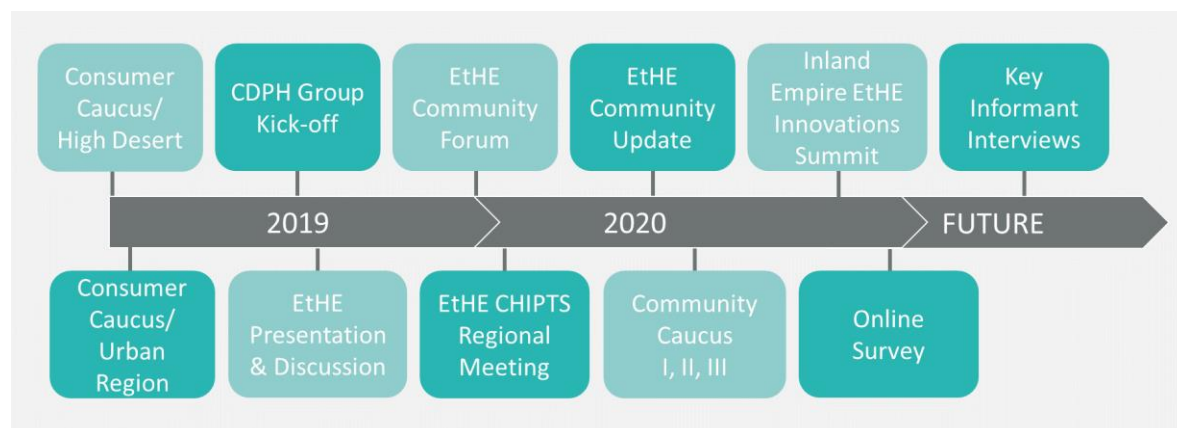 Consumer
Caucus/
High Desert
CDPH Group
Kick-off
EtHE
Community
Forum
EtHE
Community
Update
Inland
Empire EtHE
Innovations
Summit
Key
Informant
Interviews
2019
2020
FUTURE
Consumer
Caucus/
Urban
Region
EtHE
Presentation
& Discussion
EtHE CHIPTS
Regional
Meeting
Community
Caucus
I, II, III
Online
Survey